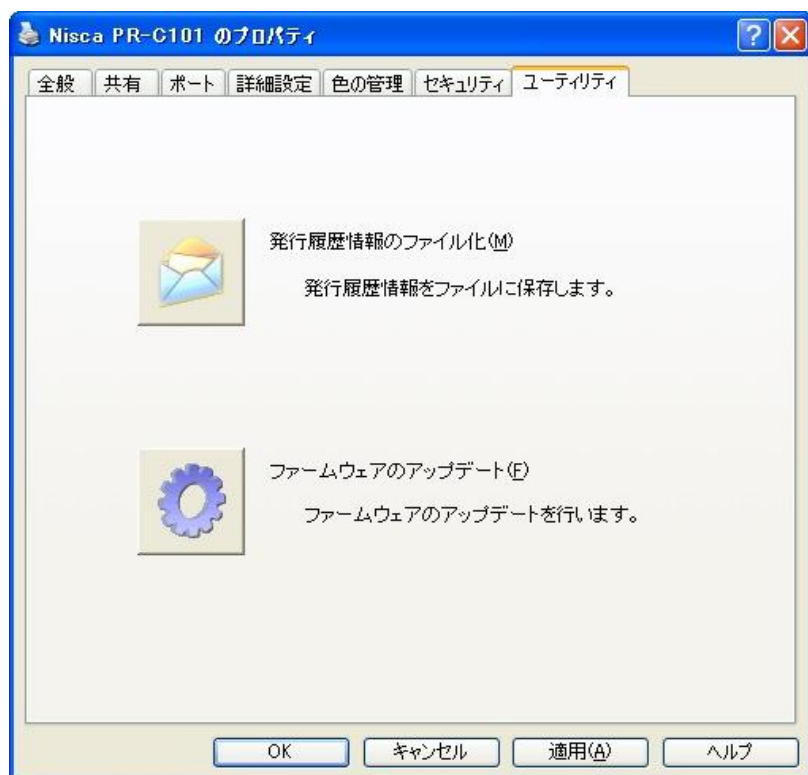 Nisca PR-C101 のプロパティ
全般 共有 ポート 詳細設定 色の管理 セキュリティ ユーティリティ
発行履歴情報のファイル化(M)
発行履歴情報をファイルに保存します。
ファームウェアのアップデート(F)
ファームウェアのアップデートを行います。
OK キャンセル 適用(A) ヘルプ